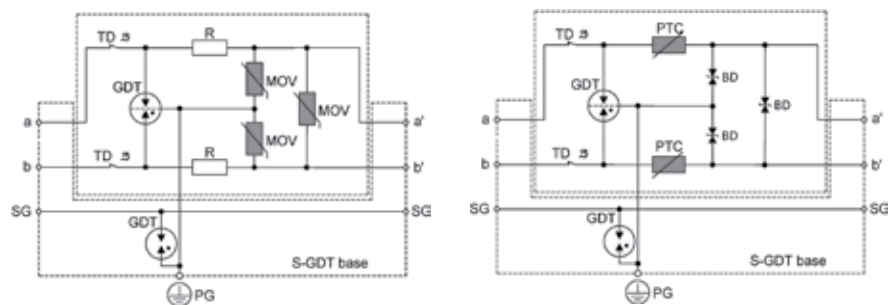 TD .θ
R
GDT
MOV
MOV
a
a'
MOV
b
TD .θ
R
b'
SG
SG
GDT
S-GDT base
PG
TD .θ
PTC
GDT
BD
BD
a
a'
BD
b
TD .θ
PTC
b'
SG
SG
GDT
S-GDT base
PG